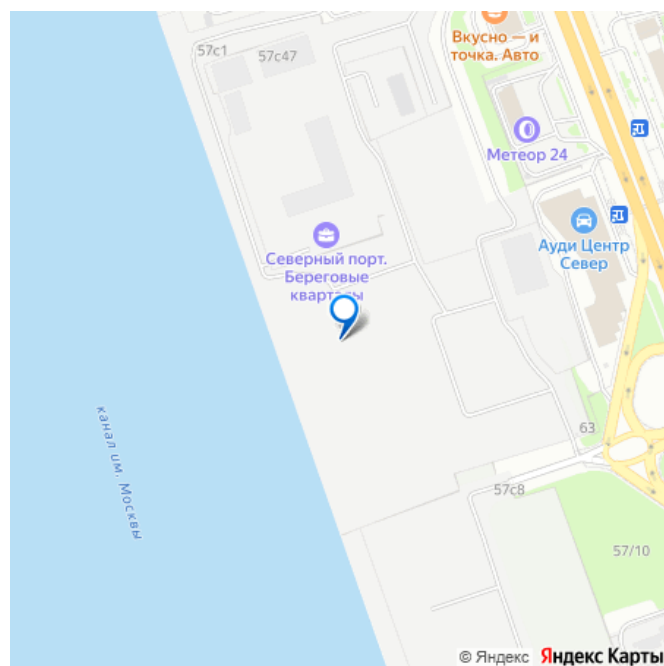 Вкусно — и
точка. Авто
57с1
57с47
Метеор 24
Ауди Центр
Север
Северный порт.
Береговые
кварталы
63
канал им. Москвы
57с8
57/10
© Яндекс Яндекс Карты